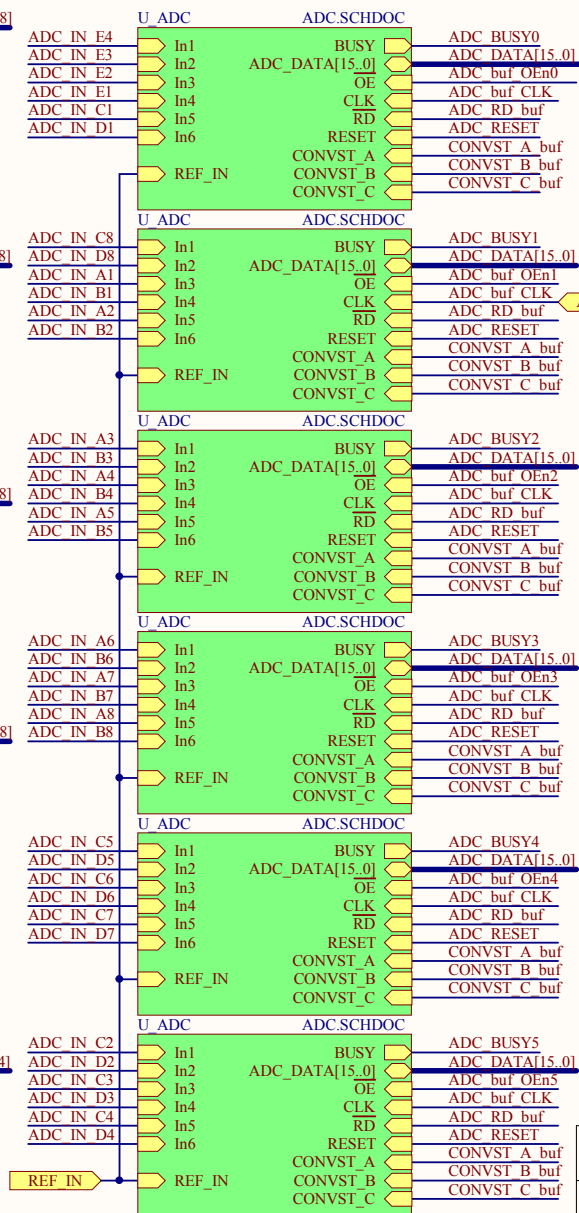 8]
U_ADC ADC.SCHDOC
ADC_IN_E4 In1 BUSY ADC_BUSY0
ADC_IN_E3 In2 ADC_DATA[15..0] ADC_DATA[15..0]
ADC_IN_E2 In3 OE ADC_buf_OEn0
ADC_IN_E1 In4 CLK ADC_buf_CLK
ADC_IN_C1 In5 RD ADC_RD_buf
ADC_IN_D1 In6 RESET ADC_RESET
CONVST_A CONVST_A_buf
REF_IN CONVST_B CONVST_B_buf
CONVST_C CONVST_C_buf
U_ADC ADC.SCHDOC
ADC_IN_C8 In1 BUSY ADC_BUSY1
8] ADC_IN_D8 In2 ADC_DATA[15..0] ADC_DATA[15..0]
ADC_IN_A1 In3 OE ADC_buf_OEn1
ADC_IN_B1 In4 CLK ADC_buf_CLK
ADC_IN_A2 In5 RD ADC_RD_buf
ADC_IN_B2 In6 RESET ADC_RESET
CONVST_A CONVST_A_buf
REF_IN CONVST_B CONVST_B_buf
CONVST_C CONVST_C_buf
U_ADC ADC.SCHDOC
ADC_IN_A3 In1 BUSY ADC_BUSY2
ADC_IN_B3 In2 ADC_DATA[15..0] ADC_DATA[15..0]
ADC_IN_A4 In3 OE ADC_buf_OEn2
8] ADC_IN_B4 In4 CLK ADC_buf_CLK
ADC_IN_A5 In5 RD ADC_RD_buf
ADC_IN_B5 In6 RESET ADC_RESET
CONVST_A CONVST_A_buf
REF_IN CONVST_B CONVST_B_buf
CONVST_C CONVST_C_buf
U_ADC ADC.SCHDOC
ADC_IN_A6 In1 BUSY ADC_BUSY3
ADC_IN_B6 In2 ADC_DATA[15..0] ADC_DATA[15..0]
ADC_IN_A7 In3 OE ADC_buf_OEn3
ADC_IN_B7 In4 CLK ADC_buf_CLK
ADC_IN_A8 In5 RD ADC_RD_buf
8] ADC_IN_B8 In6 RESET ADC_RESET
CONVST_A CONVST_A_buf
REF_IN CONVST_B CONVST_B_buf
CONVST_C CONVST_C_buf
U_ADC ADC.SCHDOC
ADC_IN_C5 In1 BUSY ADC_BUSY4
ADC_IN_D5 In2 ADC_DATA[15..0] ADC_DATA[15..0]
ADC_IN_C6 In3 OE ADC_buf_OEn4
ADC_IN_D6 In4 CLK ADC_buf_CLK
ADC_IN_C7 In5 RD ADC_RD_buf
ADC_IN_D7 In6 RESET ADC_RESET
CONVST_A CONVST_A_buf
REF_IN CONVST_B CONVST_B_buf
CONVST_C CONVST_C_buf
U_ADC ADC.SCHDOC
ADC_IN_C2 In1 BUSY ADC_BUSY5
4] ADC_IN_D2 In2 ADC_DATA[15..0] ADC_DATA[15..0]
ADC_IN_C3 In3 OE ADC_buf_OEn5
ADC_IN_D3 In4 CLK ADC_buf_CLK
ADC_IN_C4 In5 RD ADC_RD_buf
ADC_IN_D4 In6 RESET ADC_RESET
CONVST_A CONVST_A_buf
REF_IN REF_IN CONVST_B CONVST_B_buf
CONVST_C CONVST_C_buf